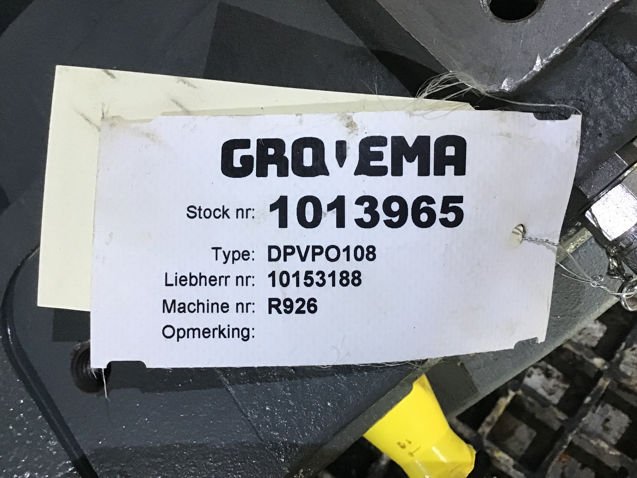 GROVEMA
Stock nr: 1013965
Type: DPVPO108
Liebherr nr: 10153188
Machine nr: R926
Opmerking: